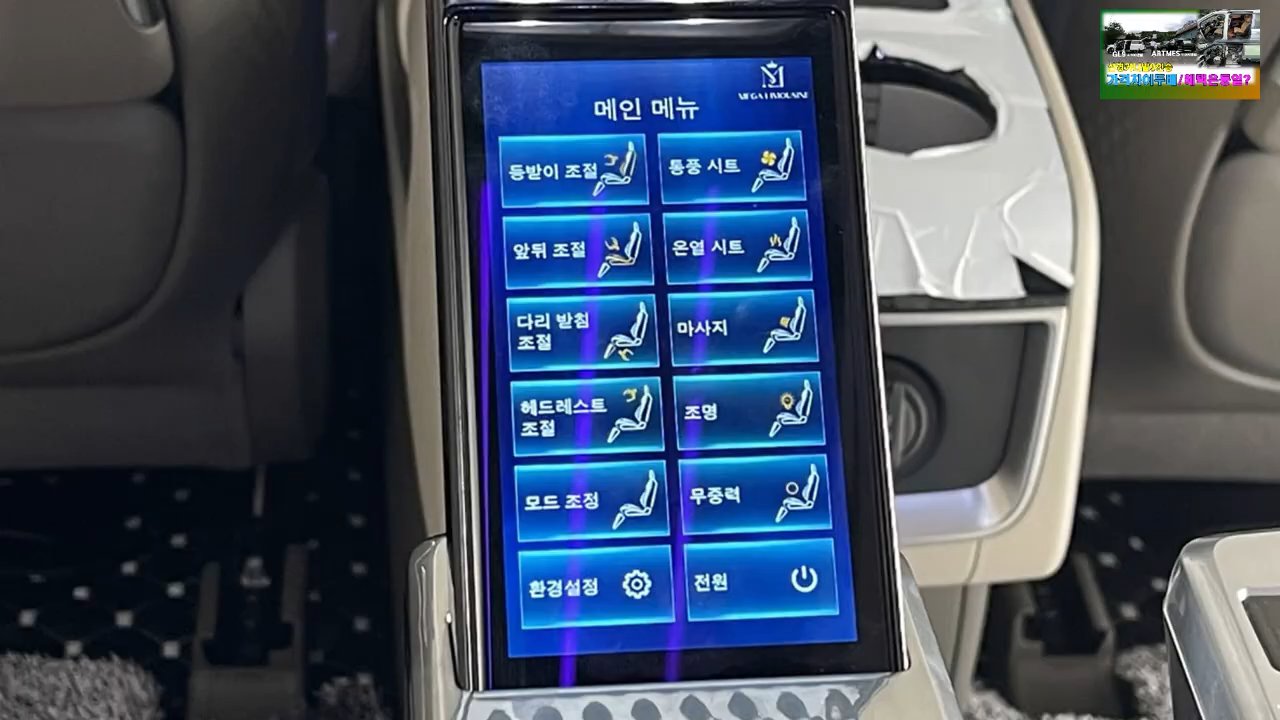 MEGA LIMOUSINE
메인 메뉴
등받이 조절
통풍 시트
앞뒤 조절
온열 시트
다리 받침
조절
마사지
헤드레스트
조절
조명
모드 조정
무중력
환경설정
전원